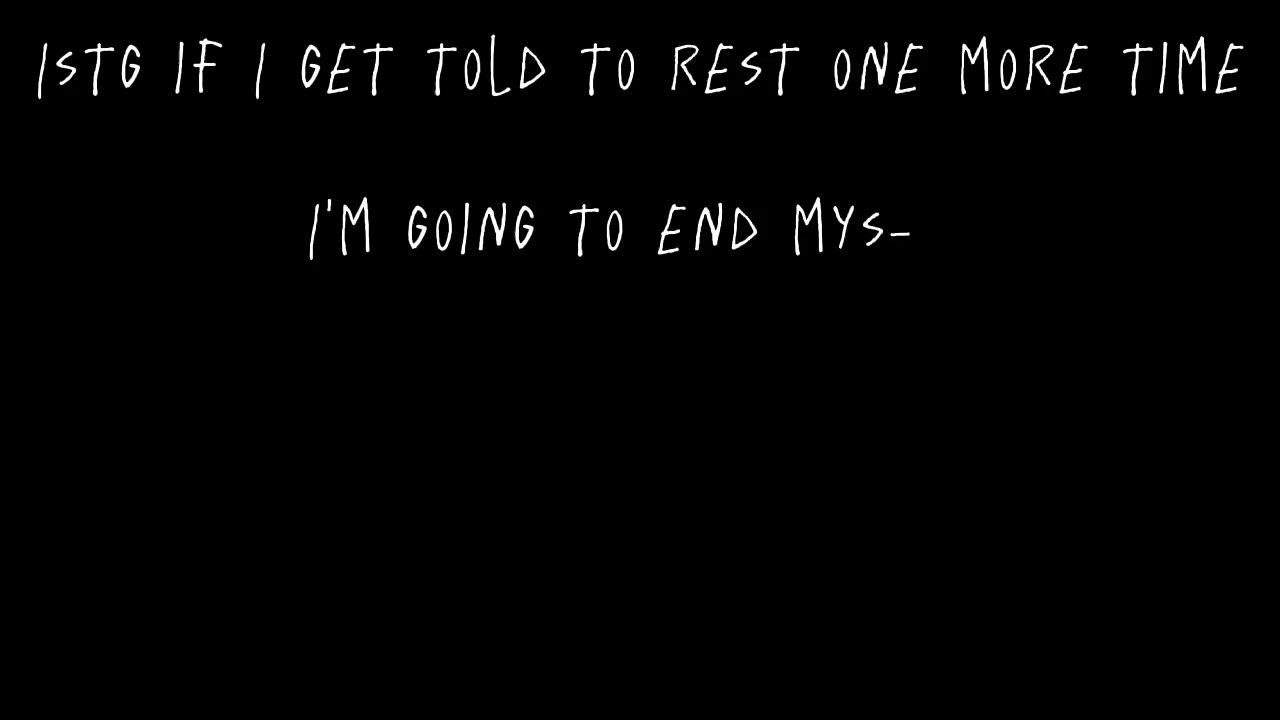 ISTG IF I GET TOLD TO REST ONE MORE TIME
I'M GOING TO END MYS-